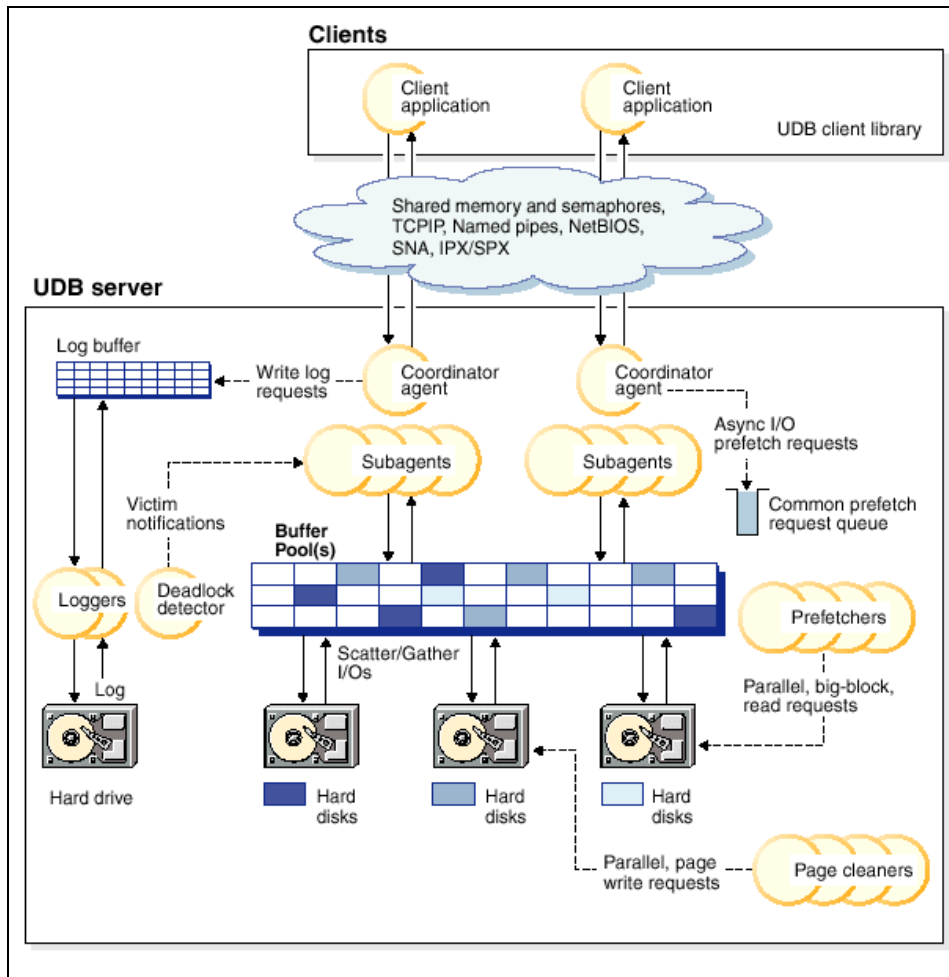 Clients
Client
application
Client
application
UDB client library
Shared memory and semaphores,
TCPIP, Named pipes, NetBIOS,
SNA, IPX/SPX
UDB server
Log buffer
Write log
requests
Coordinator
agent
Coordinator
agent
Async I/O
prefetch requests
Subagents
Subagents
Victim
notifications
Common prefetch
request queue
Buffer
Pool(s)
Loggers
Deadlock
detector
Prefetchers
Scatter/Gather
I/Os
Log
Parallel, big-block,
read requests
Hard drive
Hard
disks
Hard
disks
Hard
disks
Parallel, page
write requests
Page cleaners